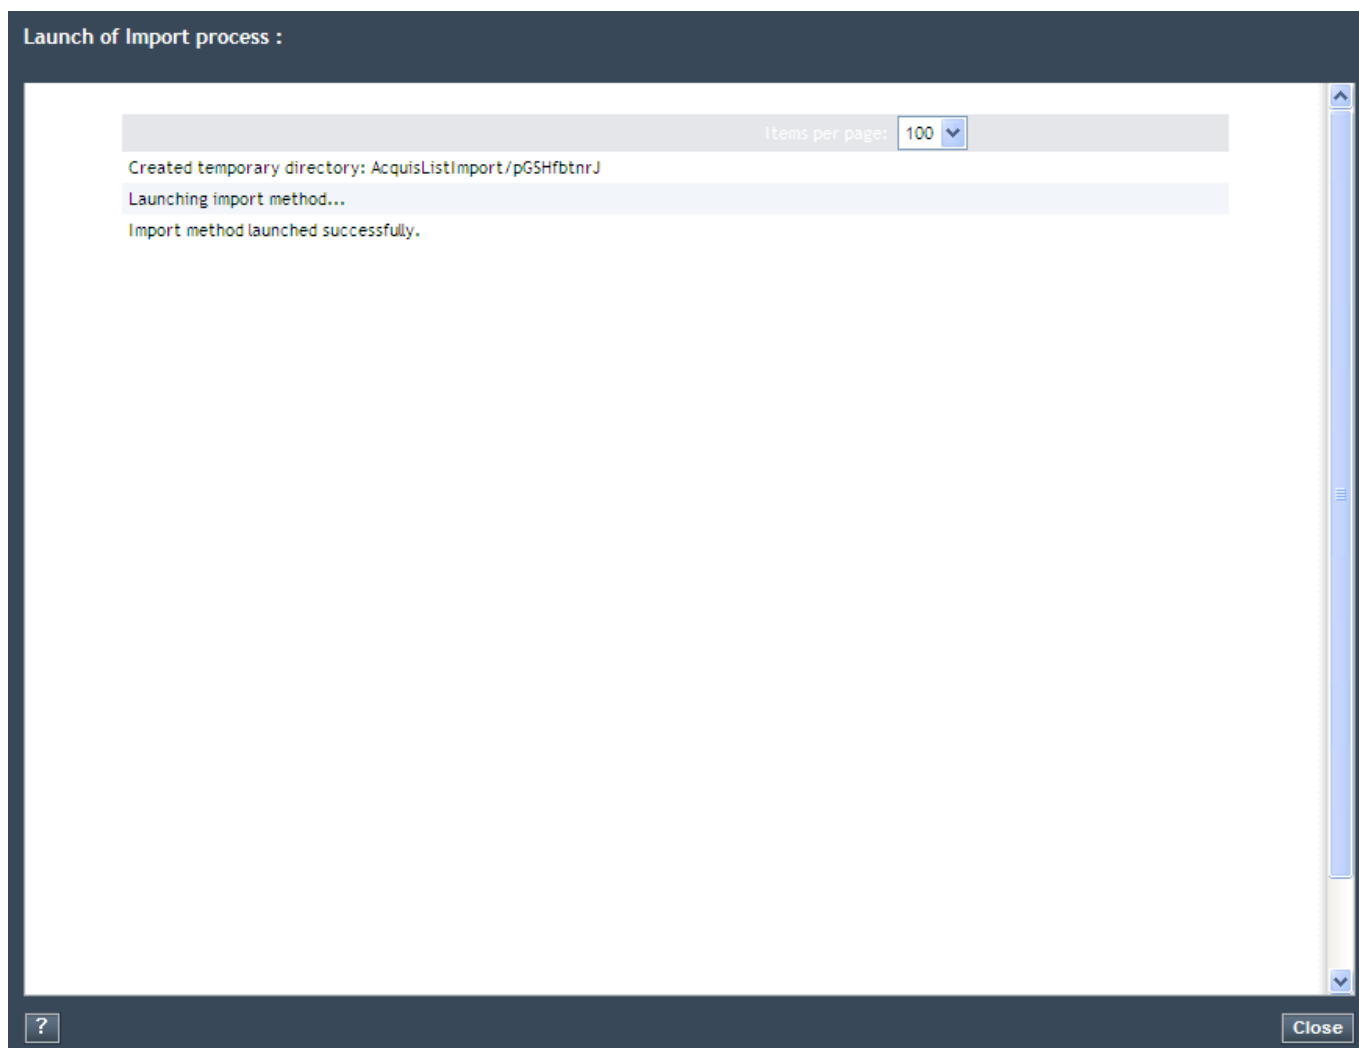 Launch of Import process :
Items per page: 100
Created temporary directory: AcquisListImport/pGSHfbtnrJ
Launching import method...
Import method launched successfully.
? Close